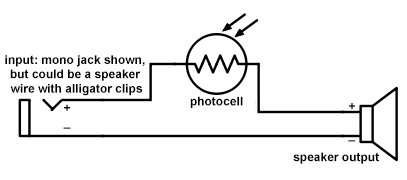 input: mono jack shown,
but could be a speaker
wire with alligator clips
photocell
+
–
+
–
speaker output